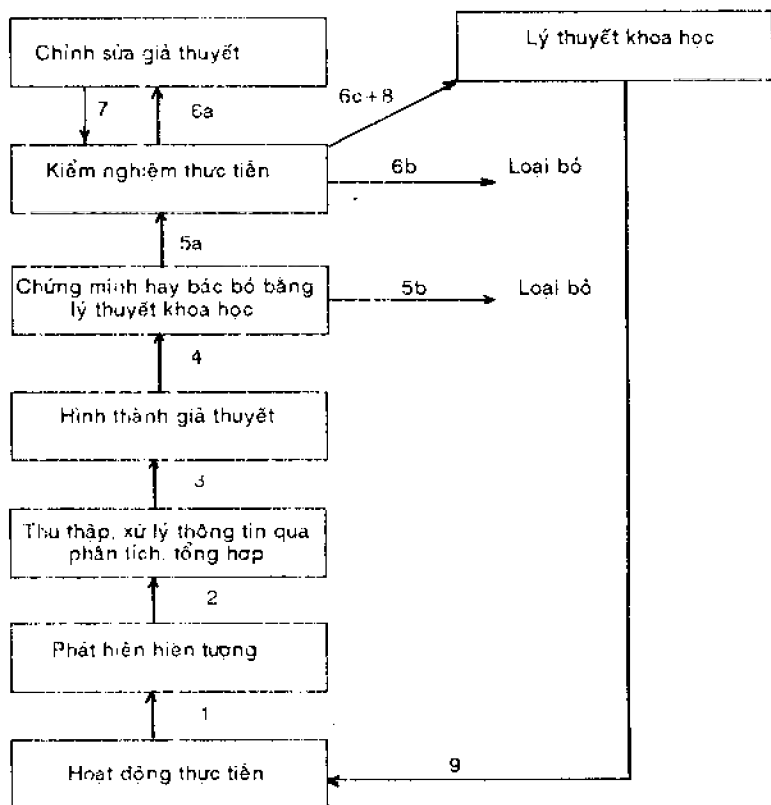 Chỉnh sửa giả thuyết
Lý thuyết khoa học
7
6a
6c+8
Kiểm nghiệm thực tiễn
6b
Loại bỏ
5a
Chứng minh hay bác bỏ bằng
lý thuyết khoa học
5b
Loại bỏ
4
Hình thành giả thuyết
3
Thu thập, xử lý thông tin qua
phân tích, tổng hợp
2
Phát hiện hiện tượng
1
Hoạt động thực tiễn
9